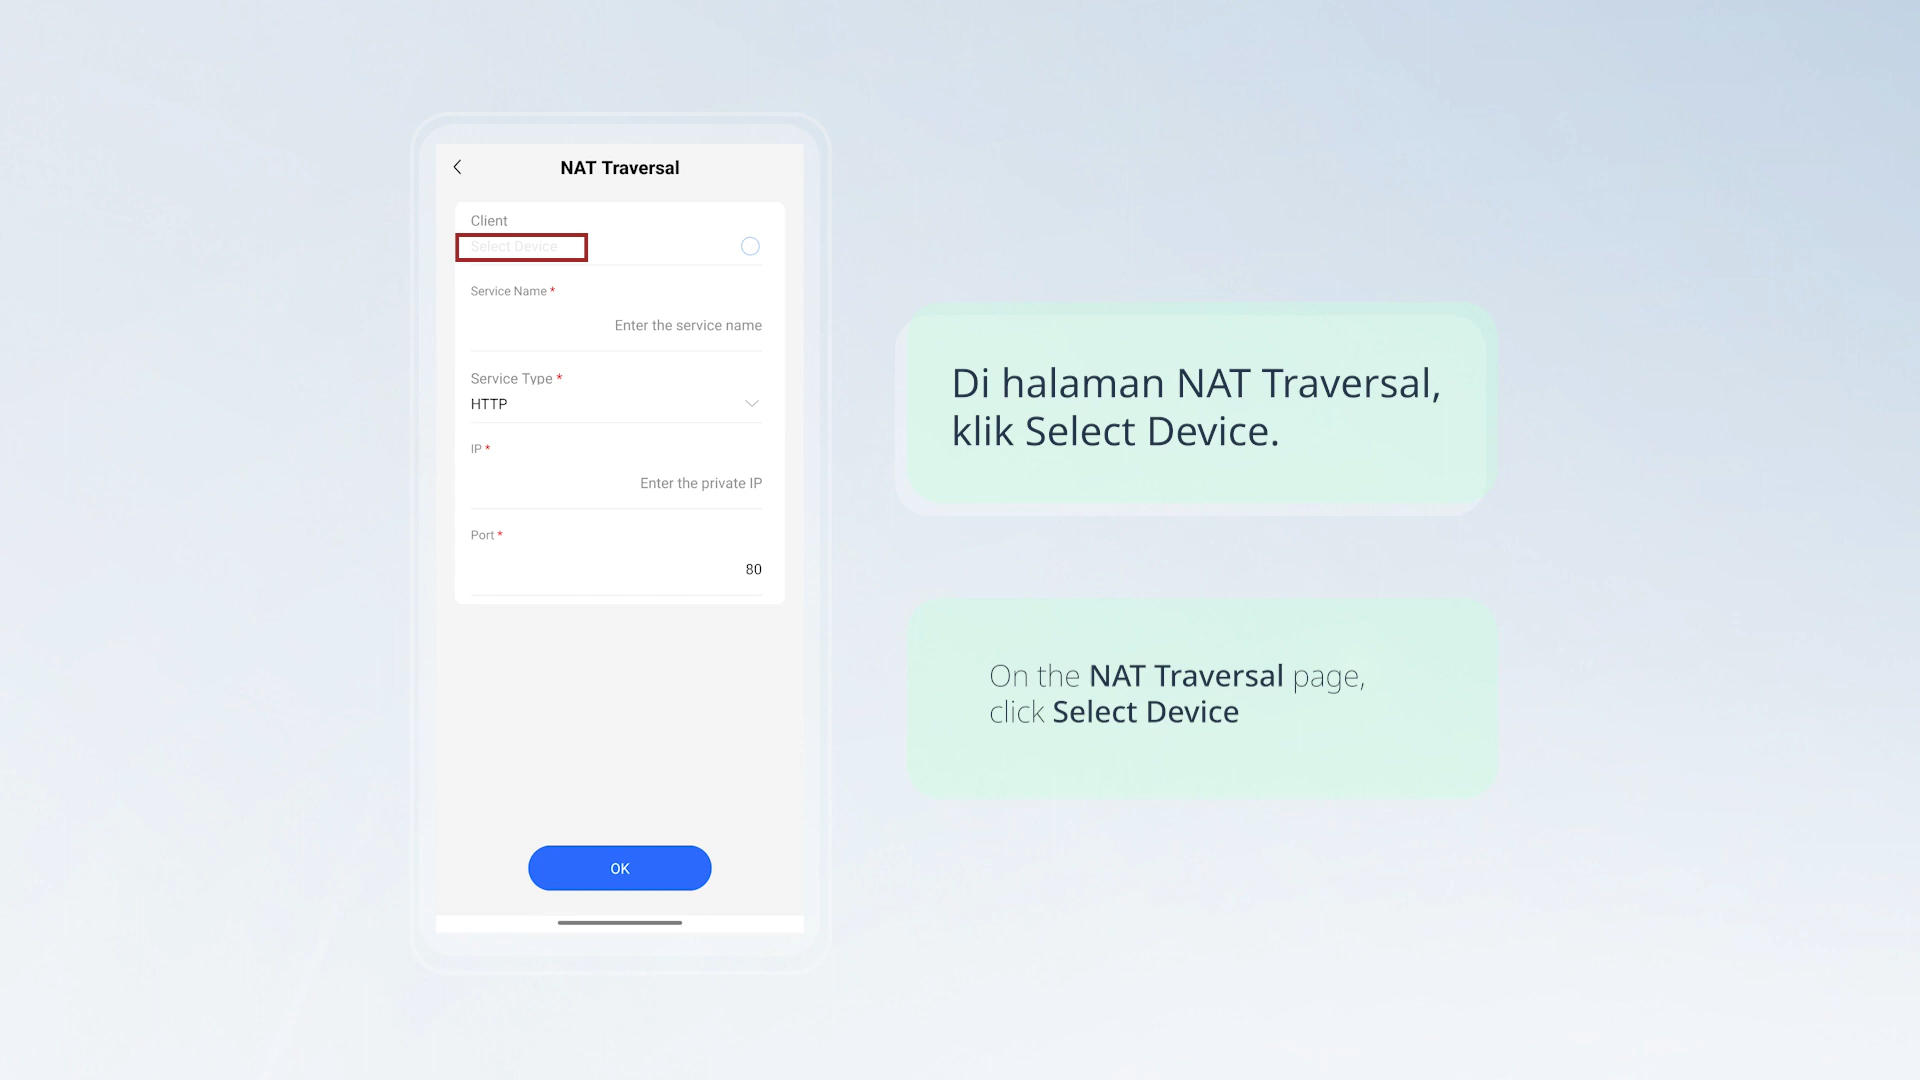 NAT Traversal
Client
Select Device
Service Name *
Enter the service name
Service Type *
HTTP
IP *
Enter the private IP
Port *
80
OK
Di halaman NAT Traversal,
klik Select Device.
On the NAT Traversal page,
click Select Device